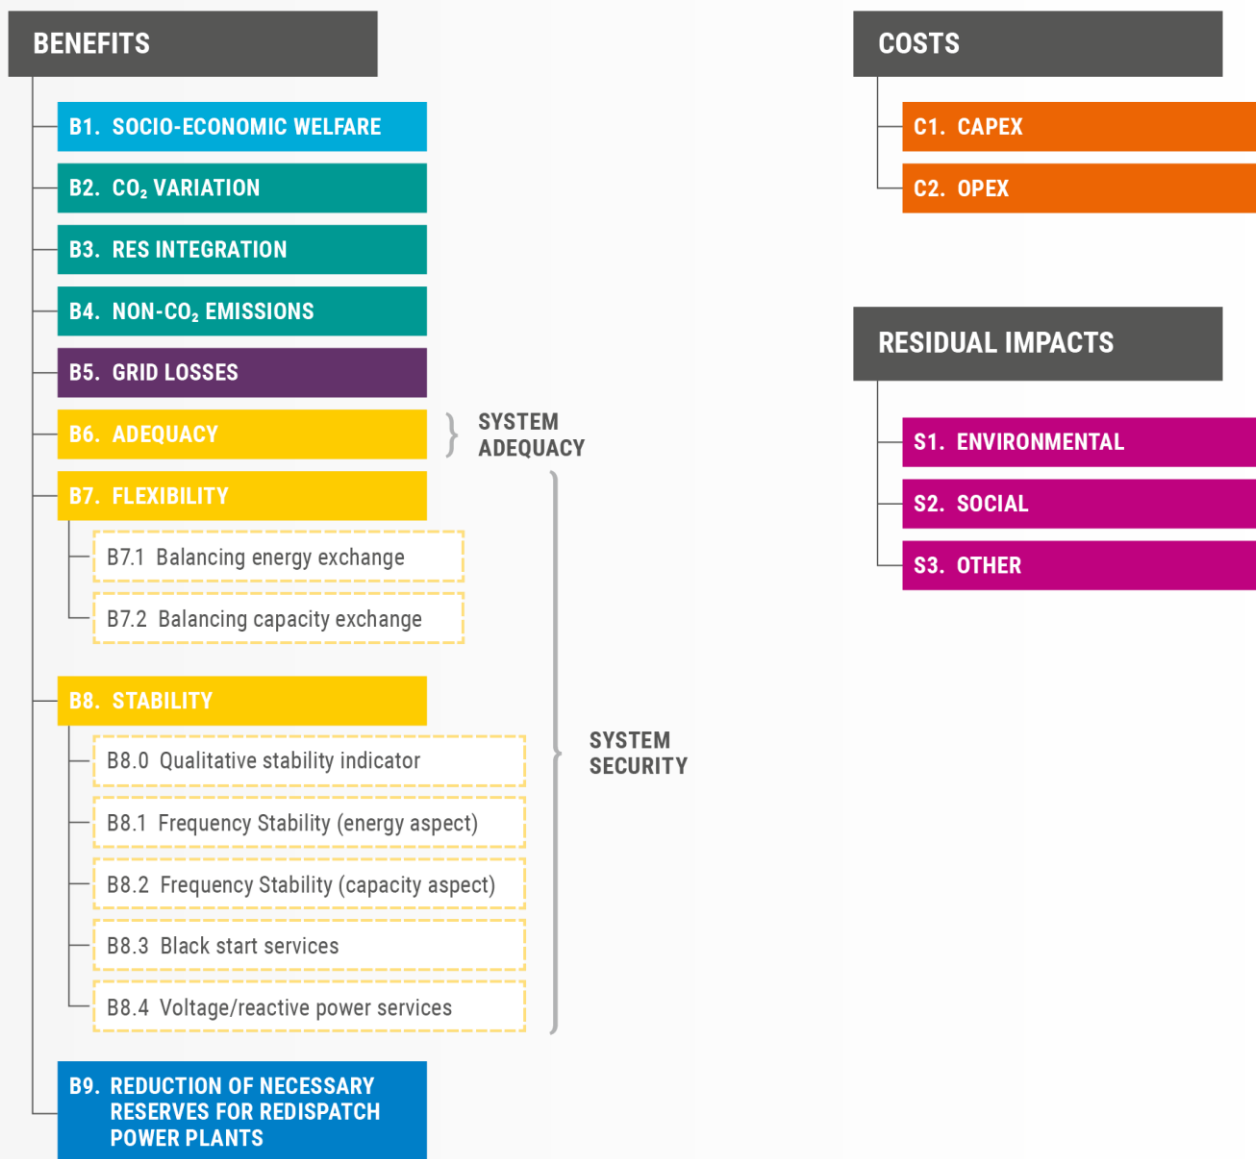 BENEFITS
B1. SOCIO-ECONOMIC WELFARE
B2. CO₂ VARIATION
B3. RES INTEGRATION
B4. NON-CO₂ EMISSIONS
B5. GRID LOSSES
B6. ADEQUACY
SYSTEM
ADEQUACY
B7. FLEXIBILITY
B7.1 Balancing energy exchange
B7.2 Balancing capacity exchange
B8. STABILITY
B8.0 Qualitative stability indicator
B8.1 Frequency Stability (energy aspect)
B8.2 Frequency Stability (capacity aspect)
B8.3 Black start services
B8.4 Voltage/reactive power services
SYSTEM
SECURITY
B9. REDUCTION OF NECESSARY
RESERVES FOR REDISPATCH
POWER PLANTS
COSTS
C1. CAPEX
C2. OPEX
RESIDUAL IMPACTS
S1. ENVIRONMENTAL
S2. SOCIAL
S3. OTHER